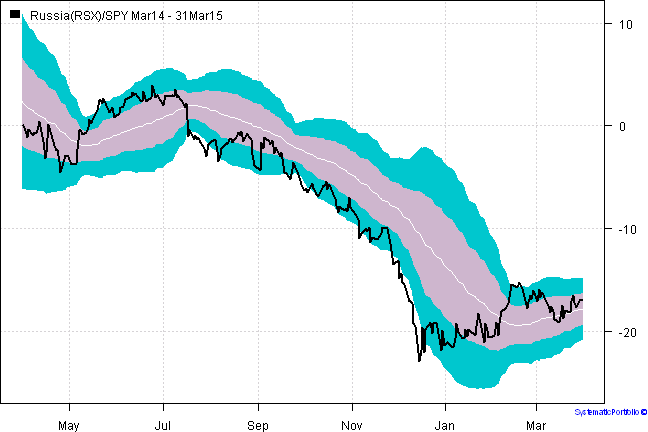 Russia(RSX)/SPY Mar14 - 31Mar15
10
0
-10
-20
May Jul Sep Nov Jan Mar
SystematicPortfolio ©